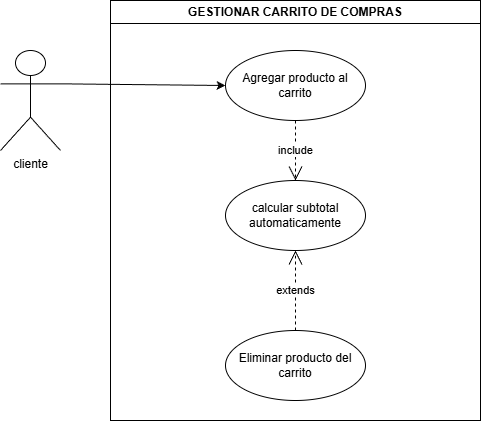 GESTIONAR CARRITO DE COMPRAS
Agregar producto al
carrito
cliente
include
calcular subtotal
automaticamente
extends
Eliminar producto del
carrito